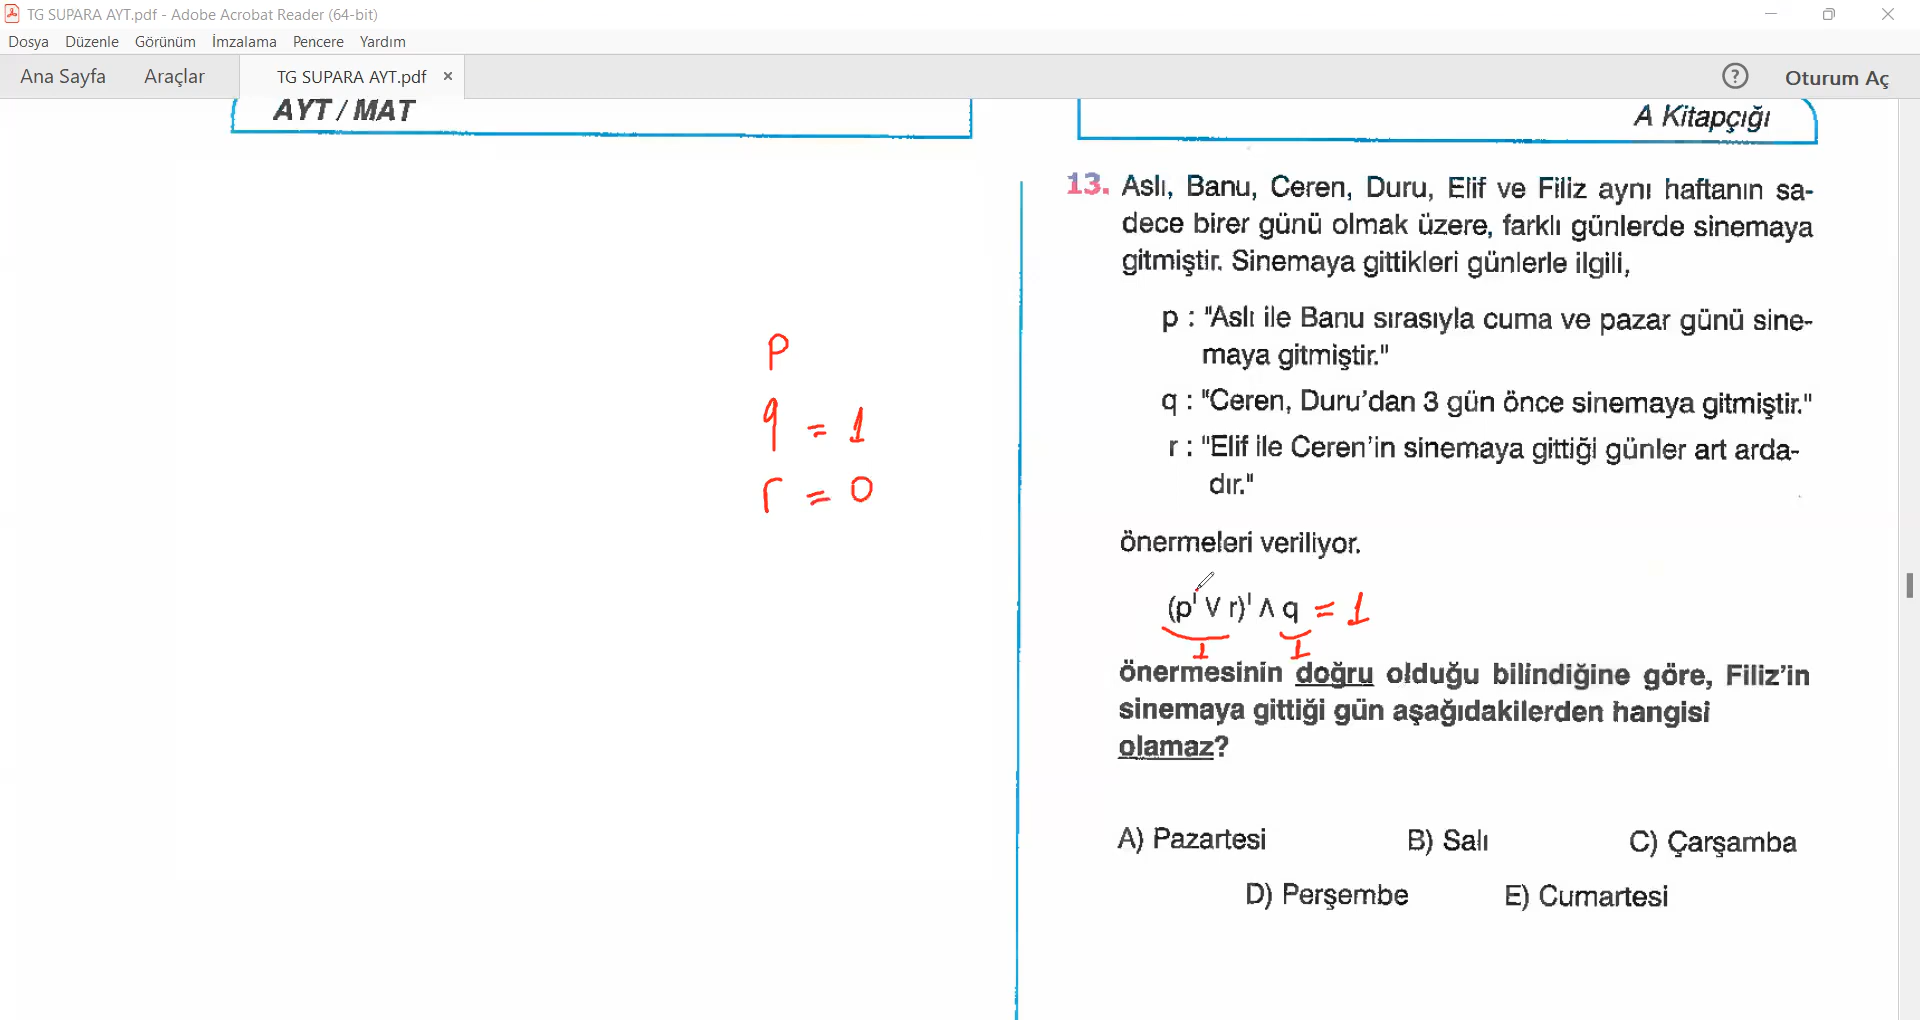 TG SUPARA AYT.pdf - Adobe Acrobat Reader (64-bit)
Dosya Düzenle Görünüm İmzalama Pencere Yardım
Ana Sayfa Araçlar TG SUPARA AYT.pdf × ? Oturum Aç
AYT / MAT
A Kitapçığı
13. Aslı, Banu, Ceren, Duru, Elif ve Filiz aynı haftanın sa-
dece birer günü olmak üzere, farklı günlerde sinemaya
gitmiştir. Sinemaya gittikleri günlerle ilgili,
p : "Aslı ile Banu sırasıyla cuma ve pazar günü sine-
maya gitmiştir."
q : "Ceren, Duru'dan 3 gün önce sinemaya gitmiştir."
r : "Elif ile Ceren'in sinemaya gittiği günler art arda-
dır."
önermeleri veriliyor.
(p' ∨ r)' ∧ q = 1
1 1
önermesinin doğru olduğu bilindiğine göre, Filiz'in
sinemaya gittiği gün aşağıdakilerden hangisi
olamaz?
A) Pazartesi B) Salı C) Çarşamba
D) Perşembe E) Cumartesi
p
q = 1
r = 0